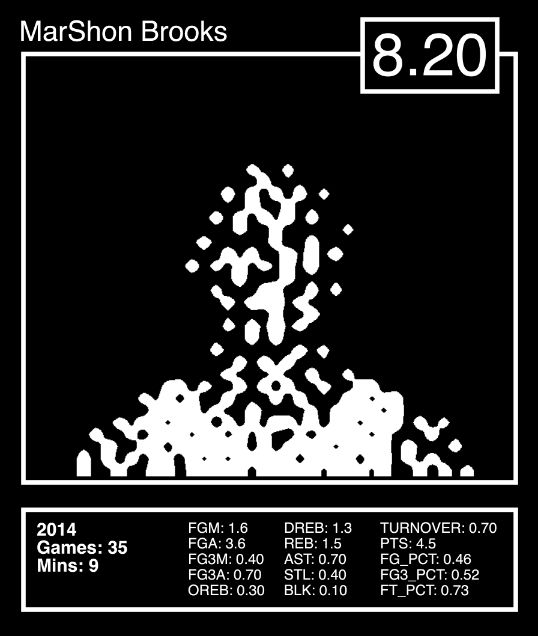 MarShon Brooks
8.20
2014
Games: 35
Mins: 9
FGM: 1.6
FGA: 3.6
FG3M: 0.40
FG3A: 0.70
OREB: 0.30
DREB: 1.3
REB: 1.5
AST: 0.70
STL: 0.40
BLK: 0.10
TURNOVER: 0.70
PTS: 4.5
FG_PCT: 0.46
FG3_PCT: 0.52
FT_PCT: 0.73